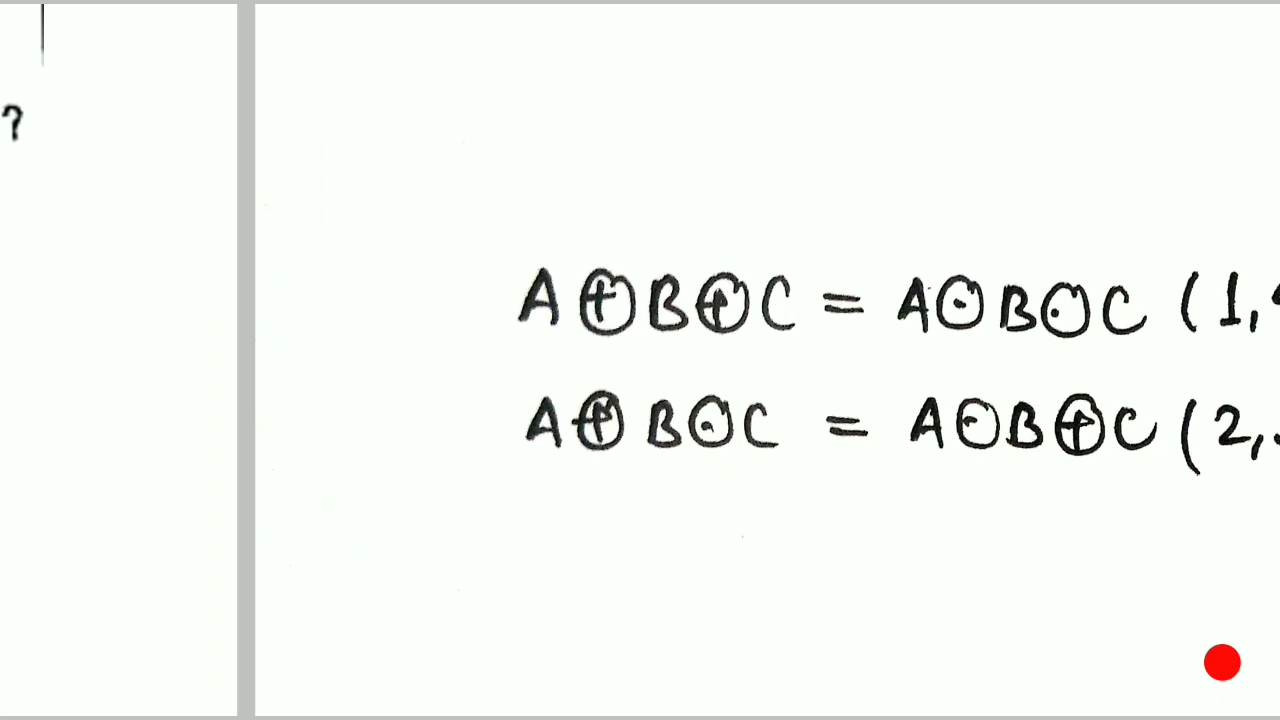 ?
A ⊕ B ⊕ C = A ⊙ B ⊙ C ( 1,
A ⊕ B ⊙ C = A ⊙ B ⊕ C ( 2,